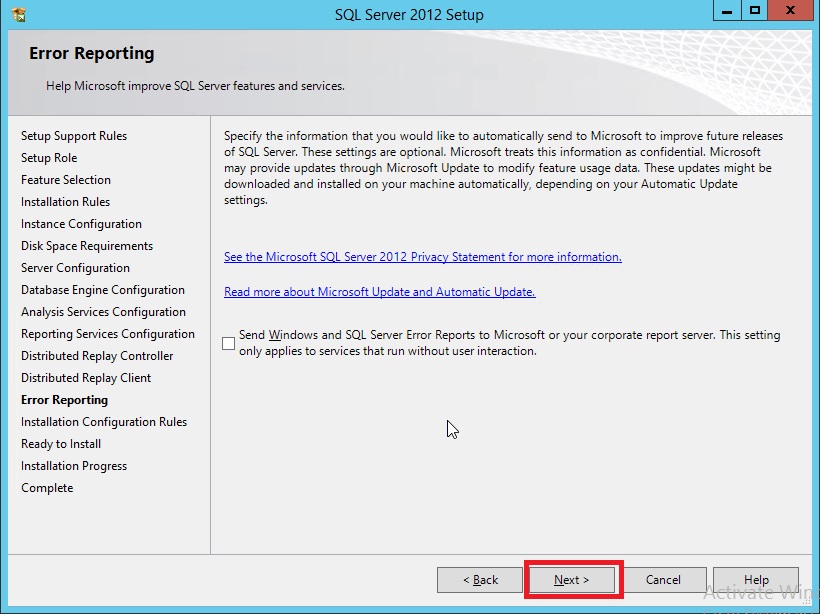 SQL Server 2012 Setup
Error Reporting
Help Microsoft improve SQL Server features and services.
Setup Support Rules
Setup Role
Feature Selection
Installation Rules
Instance Configuration
Disk Space Requirements
Server Configuration
Database Engine Configuration
Analysis Services Configuration
Reporting Services Configuration
Distributed Replay Controller
Distributed Replay Client
Error Reporting
Installation Configuration Rules
Ready to Install
Installation Progress
Complete
Specify the information that you would like to automatically send to Microsoft to improve future releases
of SQL Server. These settings are optional. Microsoft treats this information as confidential. Microsoft
may provide updates through Microsoft Update to modify feature usage data. These updates might be
downloaded and installed on your machine automatically, depending on your Automatic Update
settings.
See the Microsoft SQL Server 2012 Privacy Statement for more information.
Read more about Microsoft Update and Automatic Update.
Send Windows and SQL Server Error Reports to Microsoft or your corporate report server. This setting
only applies to services that run without user interaction.
< Back
Next >
Cancel
Help
Activate Win